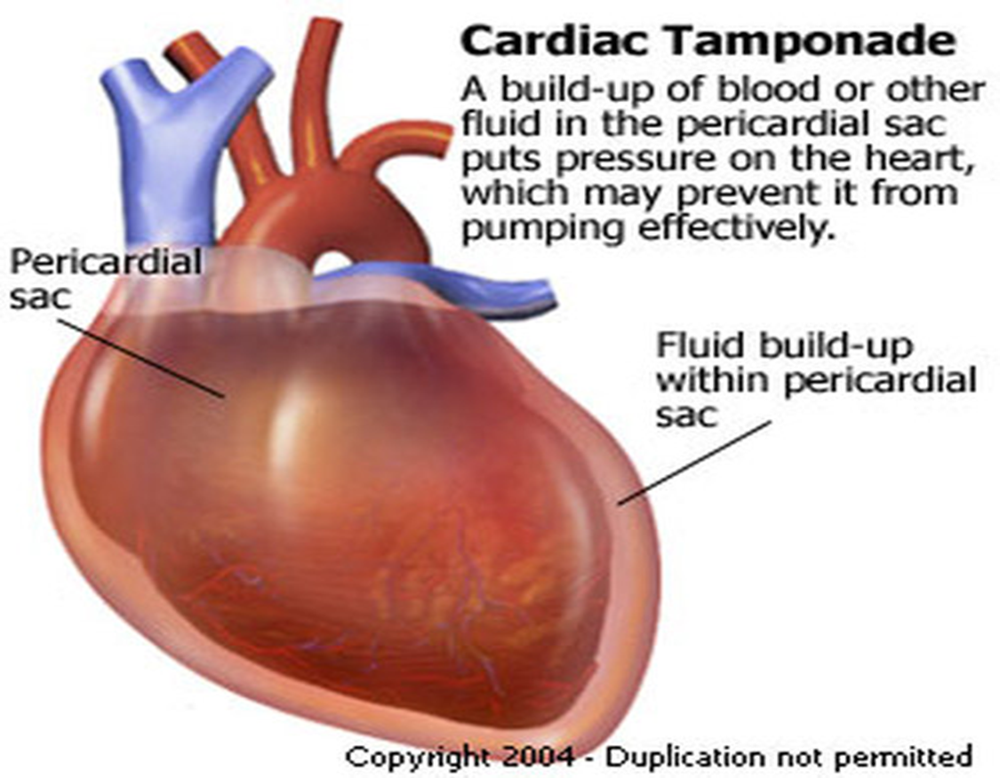 Cardiac Tamponade
A build-up of blood or other
fluid in the pericardial sac
puts pressure on the heart,
which may prevent it from
pumping effectively.
Pericardial
sac
Fluid build-up
within pericardial
sac
Copyright 2004 - Duplication not permitted